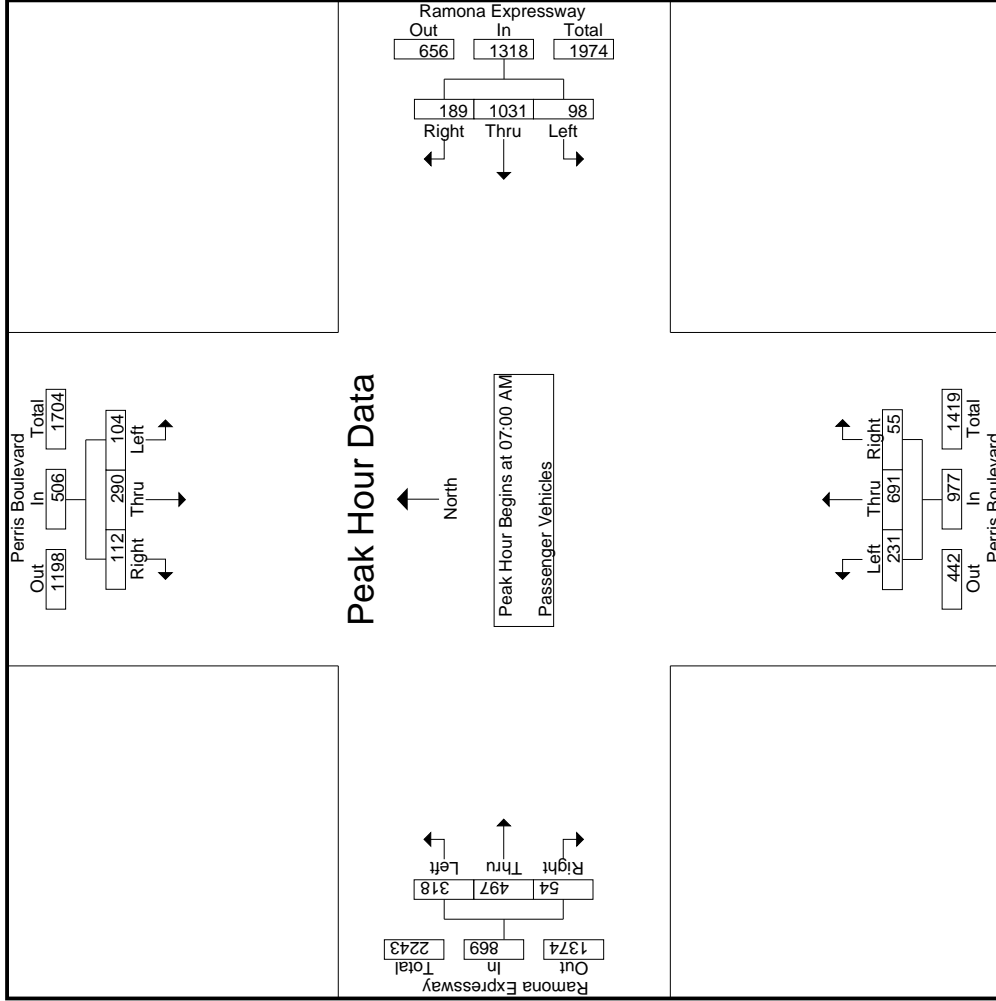 Ramona Expressway
Out In Total
656 1318 1974
189 1031 98
Right Thru Left
Perris Boulevard
Out In Total
1198 506 1704
112 290 104
Right Thru Left
Peak Hour Data
North
Peak Hour Begins at 07:00 AM
Passenger Vehicles
Left Thru Right
231 691 55
442 977 1419
Out In Total
Perris Boulevard
Left Thru Right
318 497 54
Total In Out
2243 869 1374
Ramona Expressway